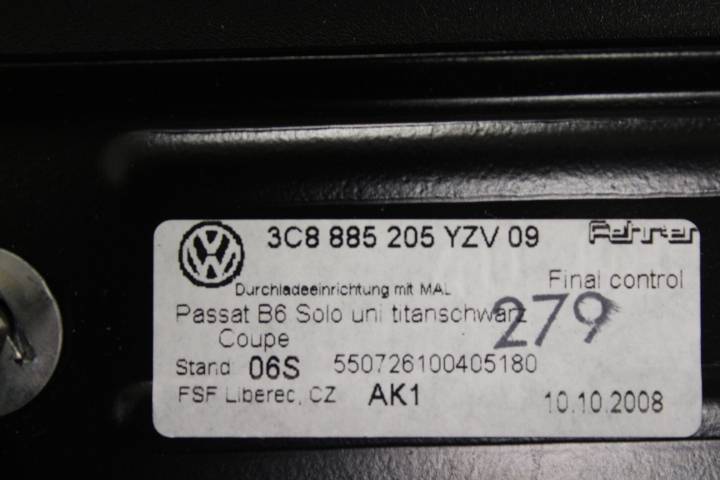 VW 3C8 885 205 YZV 09 Fehrer
Durchladeeinrichtung mit MAL Final control
Passat B6 Solo uni titanschwarz 279
Coupe
Stand 06S 550726100405180
FSF Liberec, CZ AK1 10.10.2008